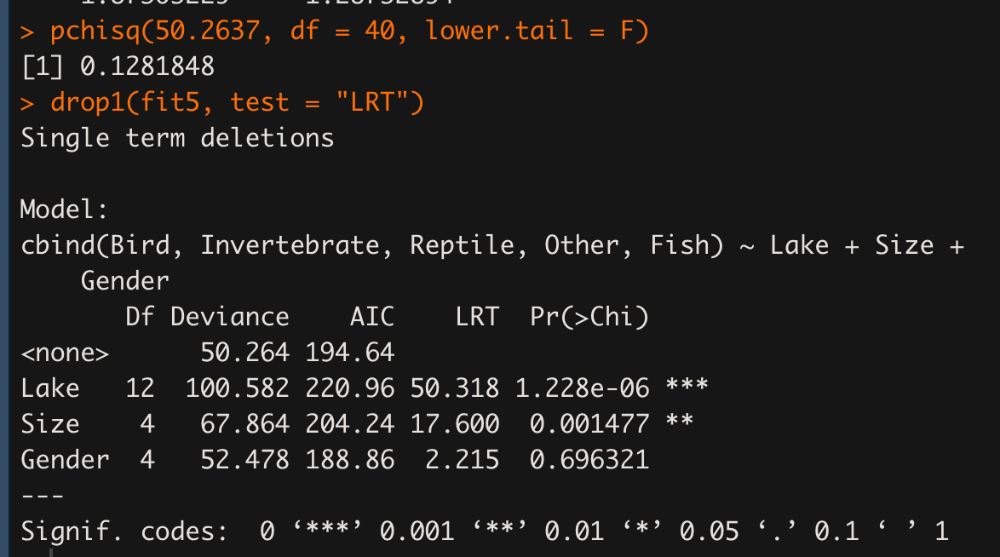 > pchisq(50.2637, df = 40, lower.tail = F)
[1] 0.1281848
> drop1(fit5, test = "LRT")
Single term deletions

Model:
cbind(Bird, Invertebrate, Reptile, Other, Fish) ~ Lake + Size +
    Gender
       Df Deviance    AIC    LRT  Pr(>Chi)
<none>      50.264 194.64
Lake   12  100.582 220.96 50.318 1.228e-06 ***
Size    4   67.864 204.24 17.600  0.001477 **
Gender  4   52.478 188.86  2.215  0.696321
---
Signif. codes:  0 ‘***’ 0.001 ‘**’ 0.01 ‘*’ 0.05 ‘.’ 0.1 ‘ ’ 1